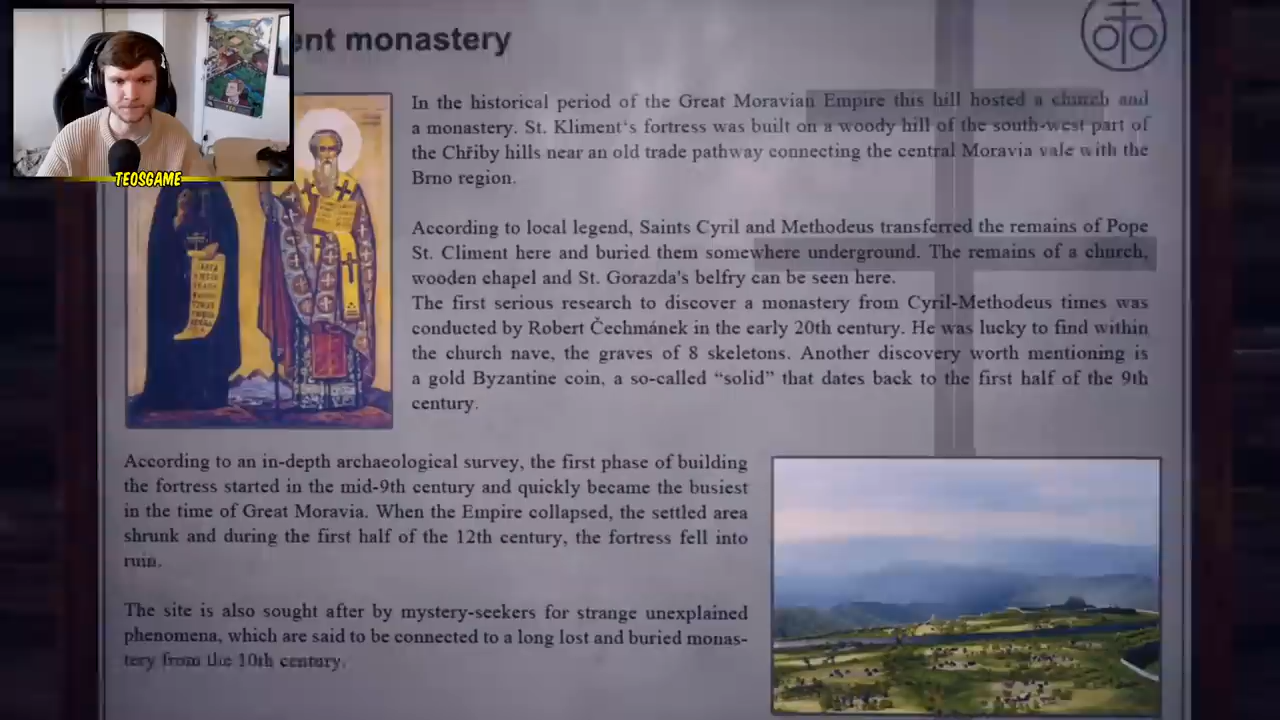 ent monastery
TEOSGAME
In the historical period of the Great Moravian Empire this hill hosted a church and
a monastery. St. Kliment's fortress was built on a woody hill of the south-west part of
the Chřiby hills near an old trade pathway connecting the central Moravia vale with the
Brno region.
According to local legend, Saints Cyril and Methodeus transferred the remains of Pope
St. Climent here and buried them somewhere underground. The remains of a church,
wooden chapel and St. Gorazda's belfry can be seen here.
The first serious research to discover a monastery from Cyril-Methodeus times was
conducted by Robert Čechmánek in the early 20th century. He was lucky to find within
the church nave, the graves of 8 skeletons. Another discovery worth mentioning is
a gold Byzantine coin, a so-called “solid” that dates back to the first half of the 9th
century.
According to an in-depth archaeological survey, the first phase of building
the fortress started in the mid-9th century and quickly became the busiest
in the time of Great Moravia. When the Empire collapsed, the settled area
shrunk and during the first half of the 12th century, the fortress fell into
ruin.
The site is also sought after by mystery-seekers for strange unexplained
phenomena, which are said to be connected to a long lost and buried monas-
tery from the 10th century.